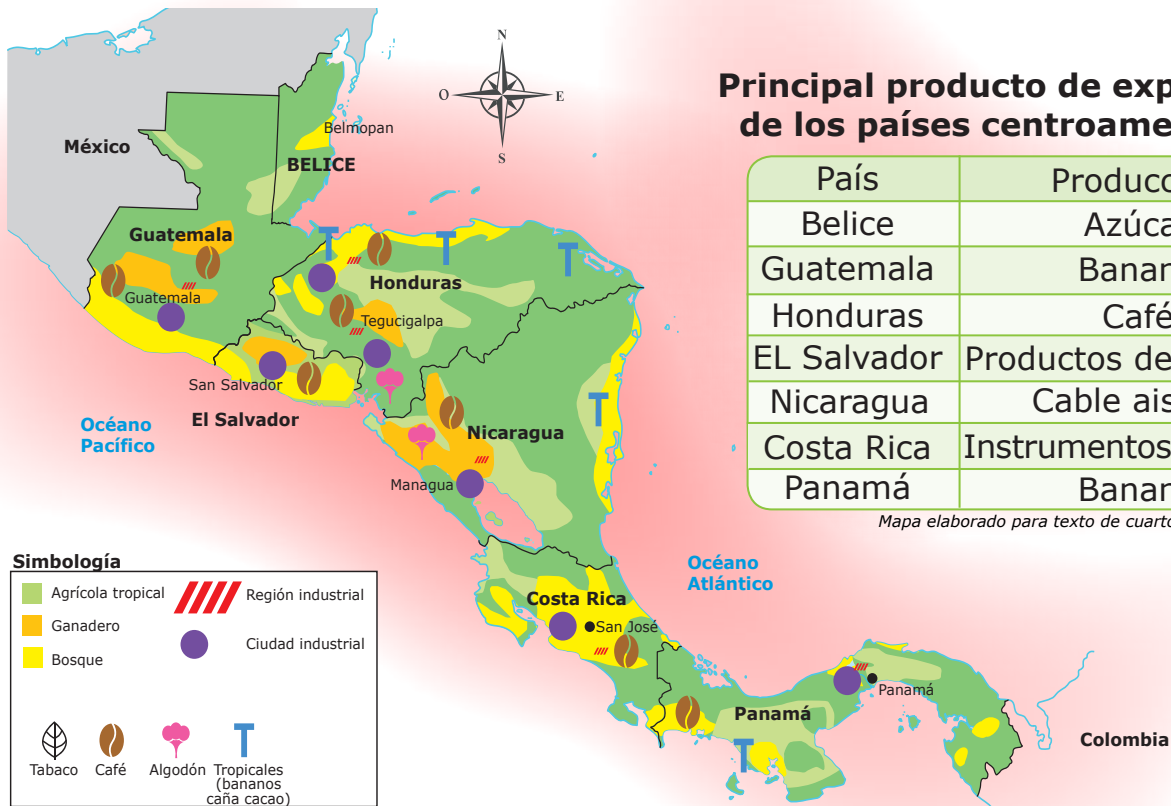 Principal producto de exp
de los países centroame
País Producc
Belice Azúca
Guatemala Banan
Honduras Café
EL Salvador Productos de
Nicaragua Cable ais
Costa Rica Instrumentos
Panamá Banan
Mapa elaborado para texto de cuarto
N
O
E
S
México
Belmopan
BELICE
Guatemala
Guatemala
Honduras
Tegucigalpa
San Salvador
El Salvador
Océano
Pacífico
Nicaragua
Managua
Océano
Atlántico
Costa Rica
San José
Panamá
Panamá
Colombia
Simbología
Agrícola tropical
Ganadero
Bosque
Región industrial
Ciudad industrial
Tabaco
Café
Algodón
Tropicales
(bananos
caña cacao)